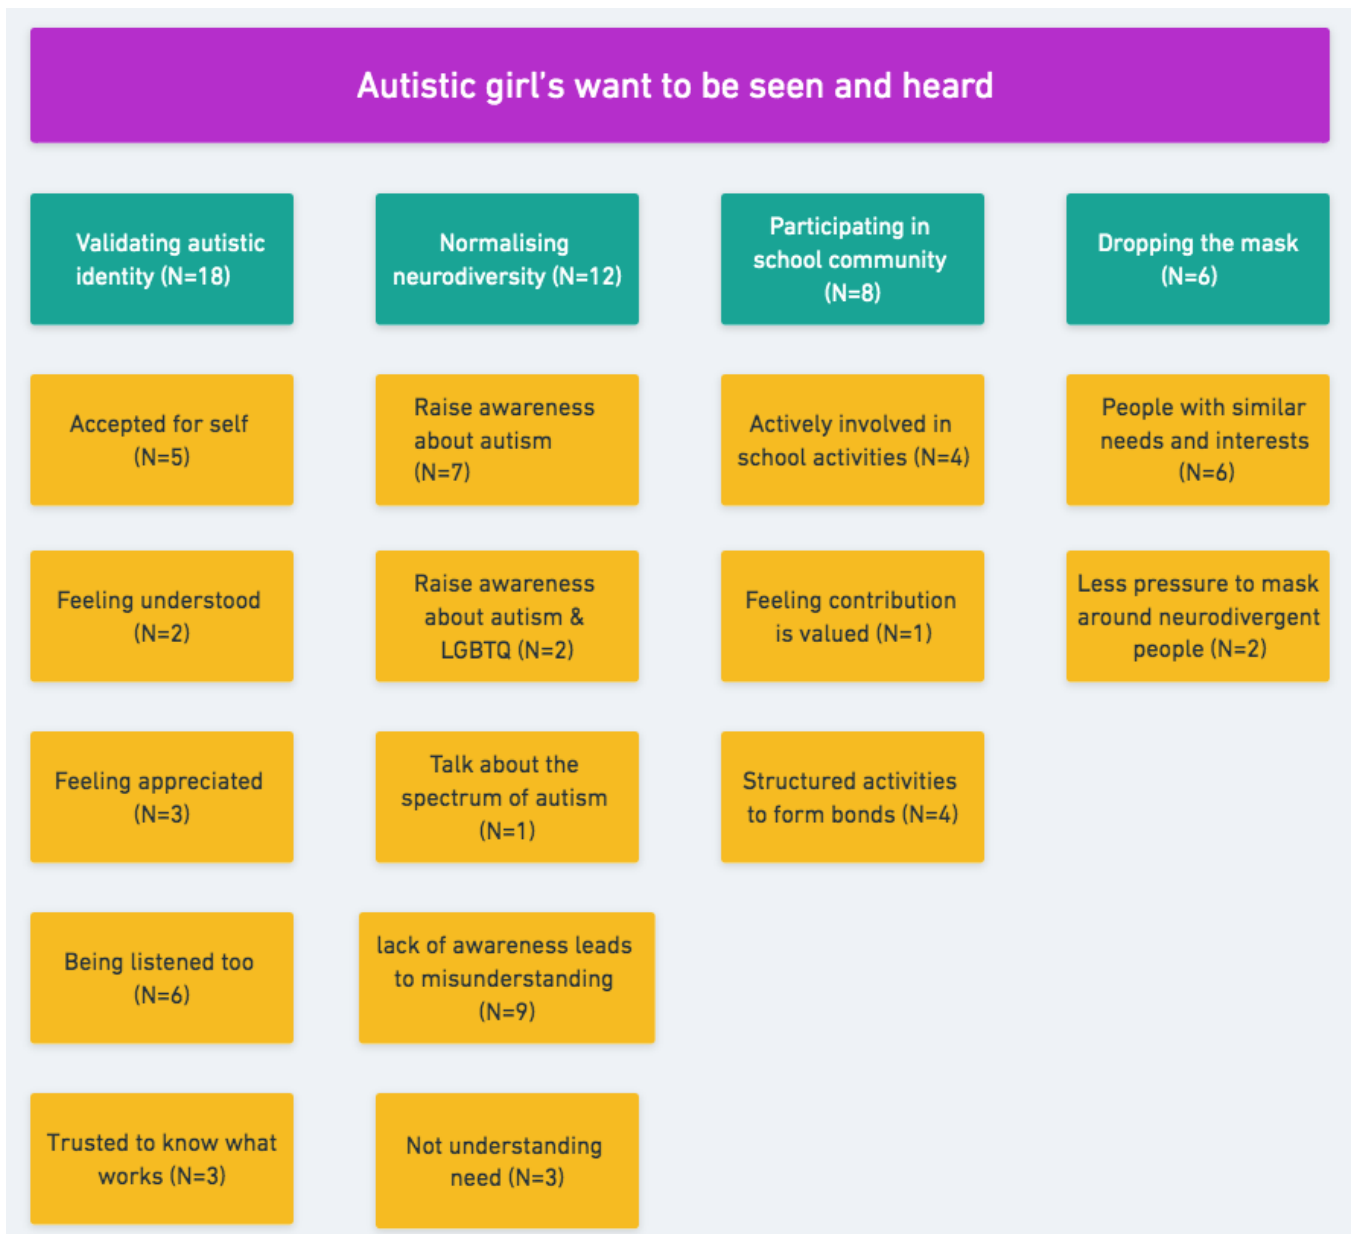 Autistic girl's want to be seen and heard
Validating autistic
identity (N=18)
Accepted for self
(N=5)
Feeling understood
(N=2)
Feeling appreciated
(N=3)
Being listened too
(N=6)
Trusted to know what
works (N=3)
Normalising
neurodiversity (N=12)
Raise awareness
about autism
(N=7)
Raise awareness
about autism &
LGBTQ (N=2)
Talk about the
spectrum of autism
(N=1)
lack of awareness leads
to misunderstanding
(N=9)
Not understanding
need (N=3)
Participating in
school community
(N=8)
Actively involved in
school activities (N=4)
Feeling contribution
is valued (N=1)
Structured activities
to form bonds (N=4)
Dropping the mask
(N=6)
People with similar
needs and interests
(N=6)
Less pressure to mask
around neurodivergent
people (N=2)